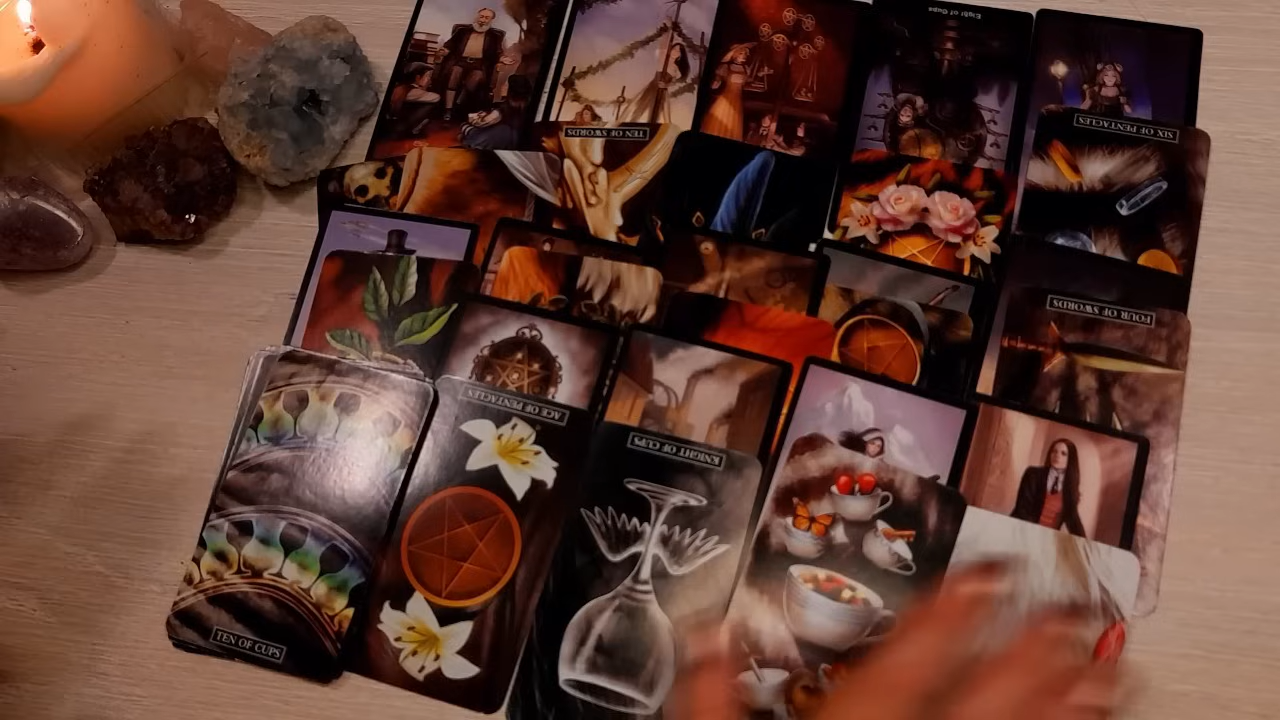 Eight of Cups
SIX OF PENTACLES
TEN OF SWORDS
FOUR OF SWORDS
ACE OF PENTACLES
KNIGHT OF CUPS
TEN OF CUPS